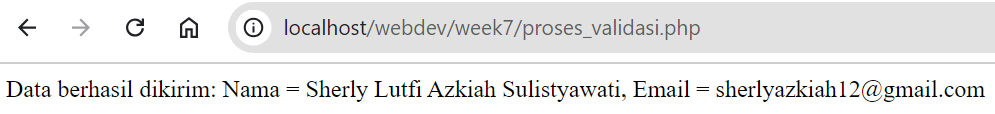 localhost/webdev/week7/proses_validasi.php
Data berhasil dikirim: Nama = Sherly Lutfi Azkiah Sulistyawati, Email = sherlyazkiah12@gmail.com